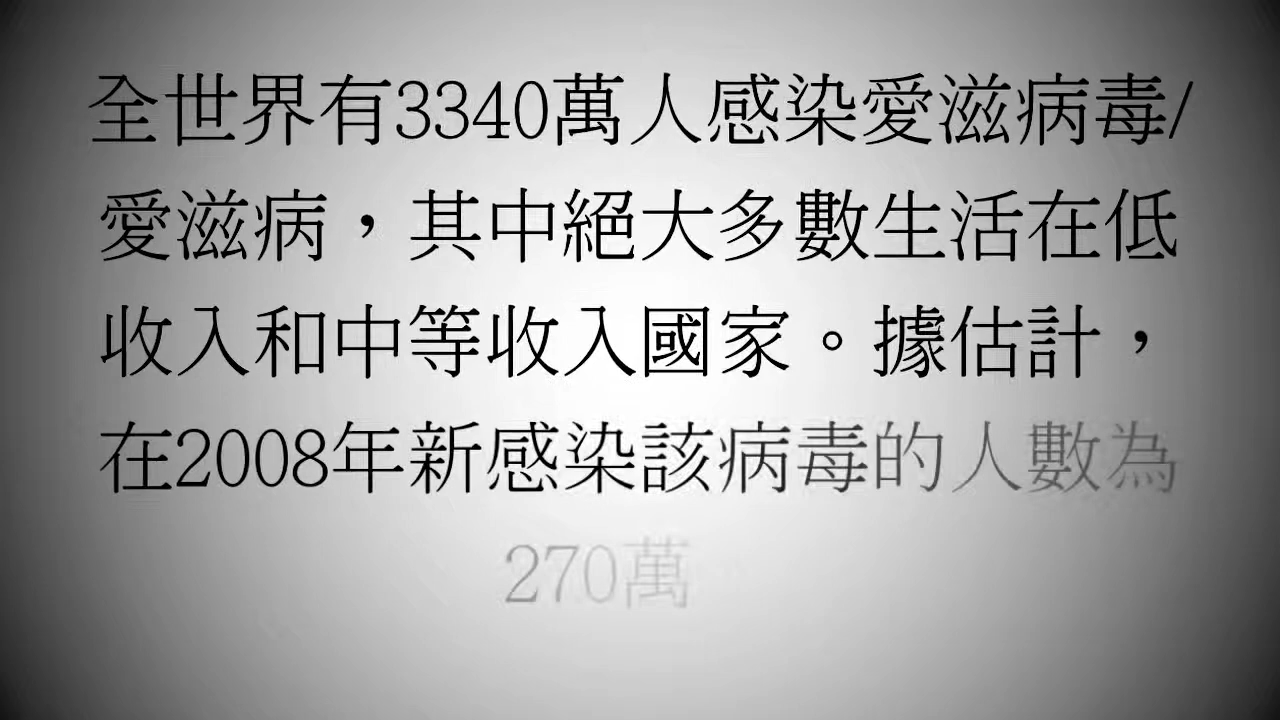 全世界有3340萬人感染愛滋病毒/
愛滋病，其中絕大多數生活在低
收入和中等收入國家。據估計，
在2008年新感染該病毒的人數為
270萬